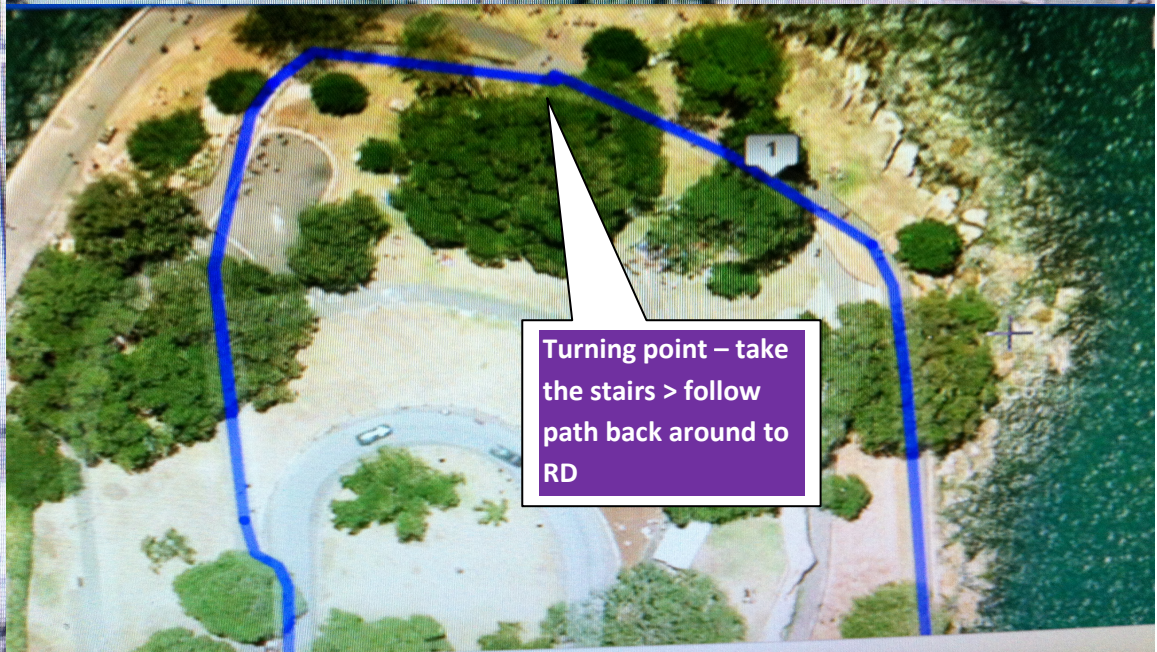 1
Turning point – take
the stairs > follow
path back around to
RD